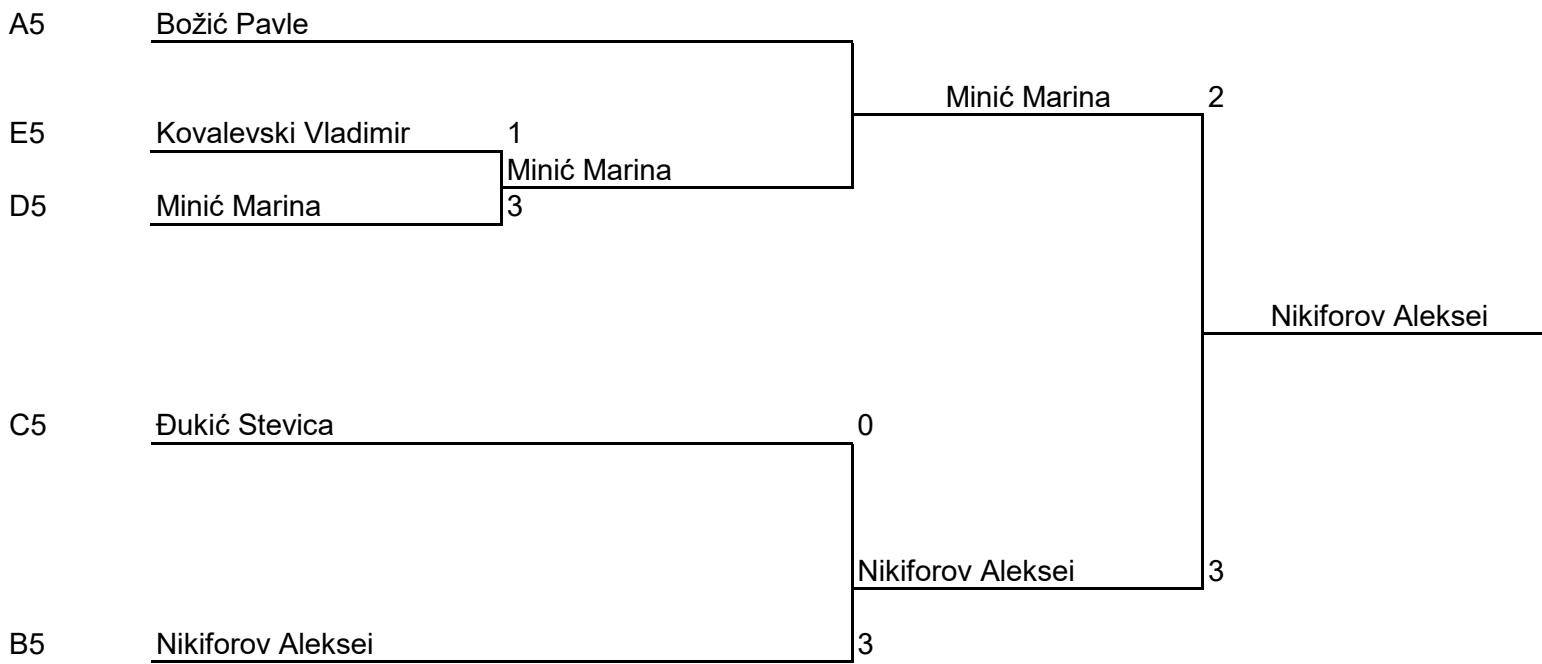 A5 Božić Pavle
Minić Marina 2
E5 Kovalevski Vladimir 1
Minić Marina
D5 Minić Marina 3
Nikiforov Aleksei
C5 Đukić Stevica 0
Nikiforov Aleksei 3
B5 Nikiforov Aleksei 3